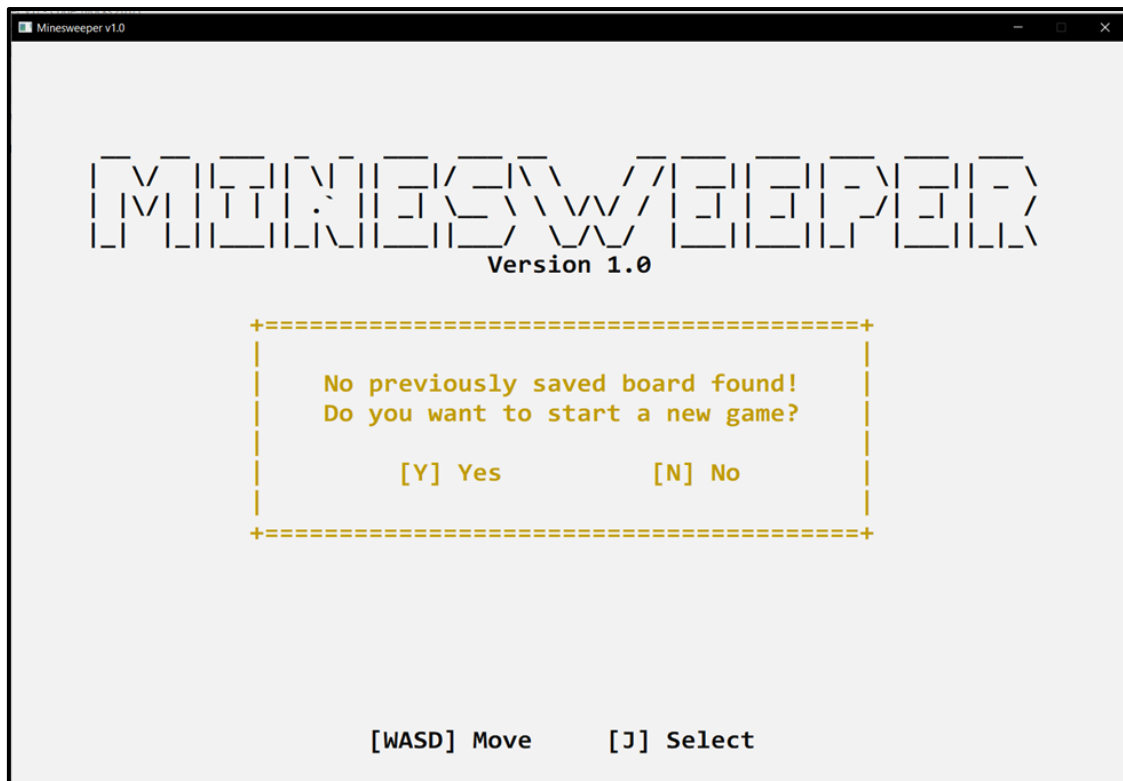 Minesweeper v1.0
MINESWEEPER
Version 1.0
No previously saved board found!
Do you want to start a new game?
[Y] Yes [N] No
[WASD] Move [J] Select